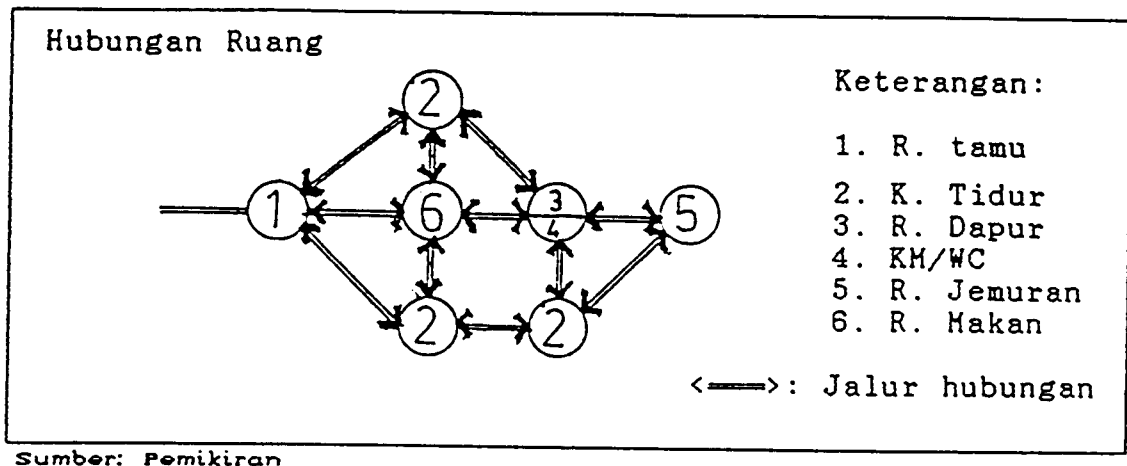 Hubungan Ruang
2
1
6
3
4
5
2
2
Keterangan:
1. R. tamu
2. K. Tidur
3. R. Dapur
4. KM/WC
5. R. Jemuran
6. R. Makan
<===>: Jalur hubungan
Sumber: Pemikiran